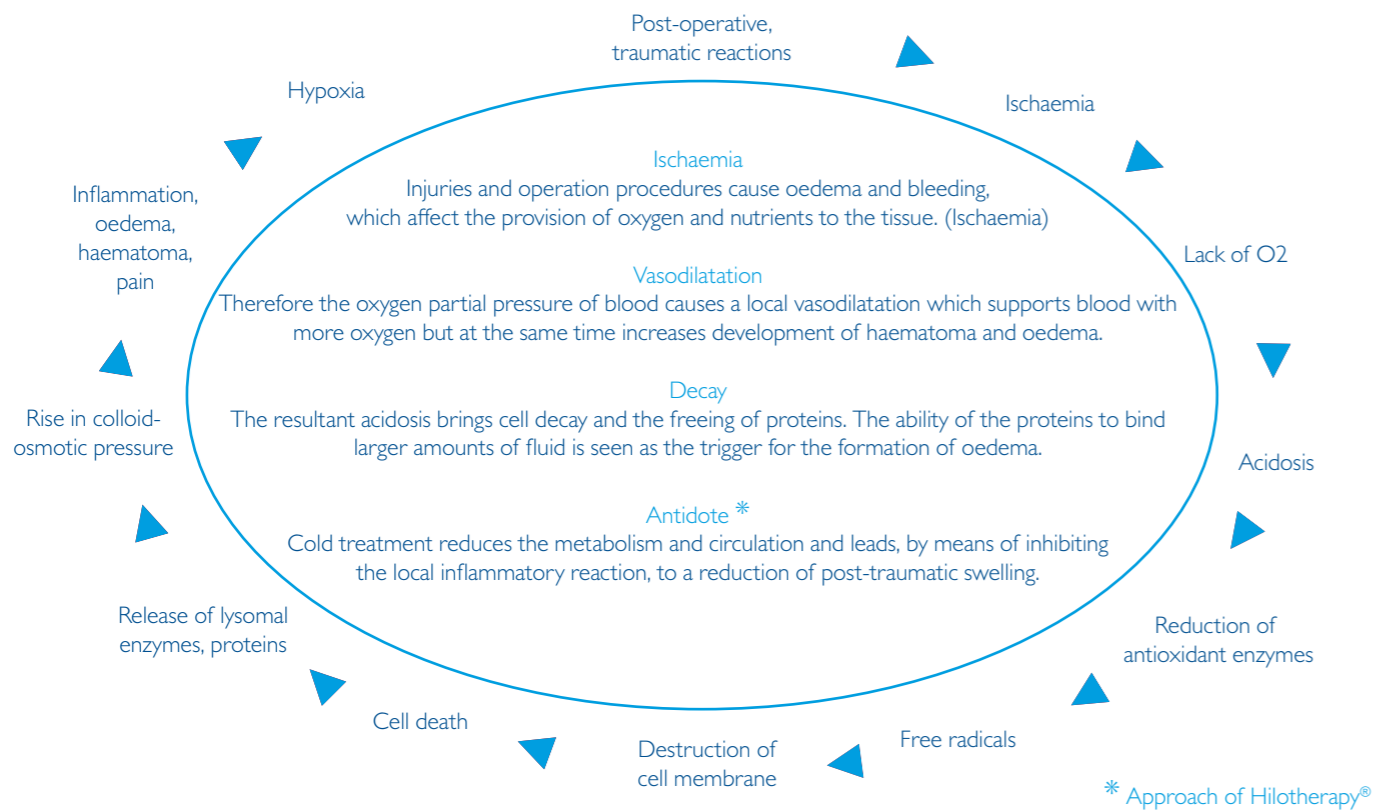 Post-operative,
traumatic reactions
Ischaemia
Lack of O2
Acidosis
Reduction of
antioxidant enzymes
Free radicals
Destruction of
cell membrane
Cell death
Release of lysomal
enzymes, proteins
Rise in colloid-
osmotic pressure
Inflammation,
oedema,
haematoma,
pain
Hypoxia
Ischaemia
Injuries and operation procedures cause oedema and bleeding,
which affect the provision of oxygen and nutrients to the tissue. (Ischaemia)
Vasodilatation
Therefore the oxygen partial pressure of blood causes a local vasodilatation which supports blood with
more oxygen but at the same time increases development of haematoma and oedema.
Decay
The resultant acidosis brings cell decay and the freeing of proteins. The ability of the proteins to bind
larger amounts of fluid is seen as the trigger for the formation of oedema.
Antidote *
Cold treatment reduces the metabolism and circulation and leads, by means of inhibiting
the local inflammatory reaction, to a reduction of post-traumatic swelling.
* Approach of Hilotherapy®